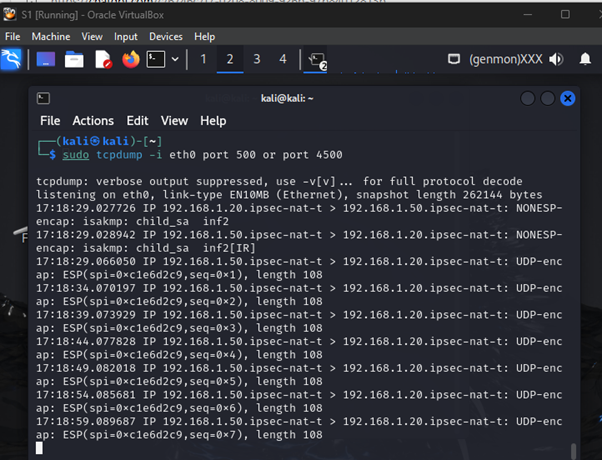 S1 [Running] - Oracle VirtualBox
File Machine View Input Devices Help
1 2 3 4 2 (genmon)XXX
kali@kali: ~
File Actions Edit View Help
┌──(kali㉿kali)-[~]
└─$ sudo tcpdump -i eth0 port 500 or port 4500
tcpdump: verbose output suppressed, use -v[v]... for full protocol decode
listening on eth0, link-type EN10MB (Ethernet), snapshot length 262144 bytes
17:18:29.027726 IP 192.168.1.20.ipsec-nat-t > 192.168.1.50.ipsec-nat-t: NONESP-
encap: isakmp: child_sa  inf2
17:18:29.028942 IP 192.168.1.50.ipsec-nat-t > 192.168.1.20.ipsec-nat-t: NONESP-
encap: isakmp: child_sa  inf2[IR]
17:18:29.066050 IP 192.168.1.50.ipsec-nat-t > 192.168.1.20.ipsec-nat-t: UDP-enc
ap: ESP(spi=0×c1e6d2c9,seq=0×1), length 108
17:18:34.070197 IP 192.168.1.50.ipsec-nat-t > 192.168.1.20.ipsec-nat-t: UDP-enc
ap: ESP(spi=0×c1e6d2c9,seq=0×2), length 108
17:18:39.073929 IP 192.168.1.50.ipsec-nat-t > 192.168.1.20.ipsec-nat-t: UDP-enc
ap: ESP(spi=0×c1e6d2c9,seq=0×3), length 108
17:18:44.077828 IP 192.168.1.50.ipsec-nat-t > 192.168.1.20.ipsec-nat-t: UDP-enc
ap: ESP(spi=0×c1e6d2c9,seq=0×4), length 108
17:18:49.082018 IP 192.168.1.50.ipsec-nat-t > 192.168.1.20.ipsec-nat-t: UDP-enc
ap: ESP(spi=0×c1e6d2c9,seq=0×5), length 108
17:18:54.085681 IP 192.168.1.50.ipsec-nat-t > 192.168.1.20.ipsec-nat-t: UDP-enc
ap: ESP(spi=0×c1e6d2c9,seq=0×6), length 108
17:18:59.089687 IP 192.168.1.50.ipsec-nat-t > 192.168.1.20.ipsec-nat-t: UDP-enc
ap: ESP(spi=0×c1e6d2c9,seq=0×7), length 108